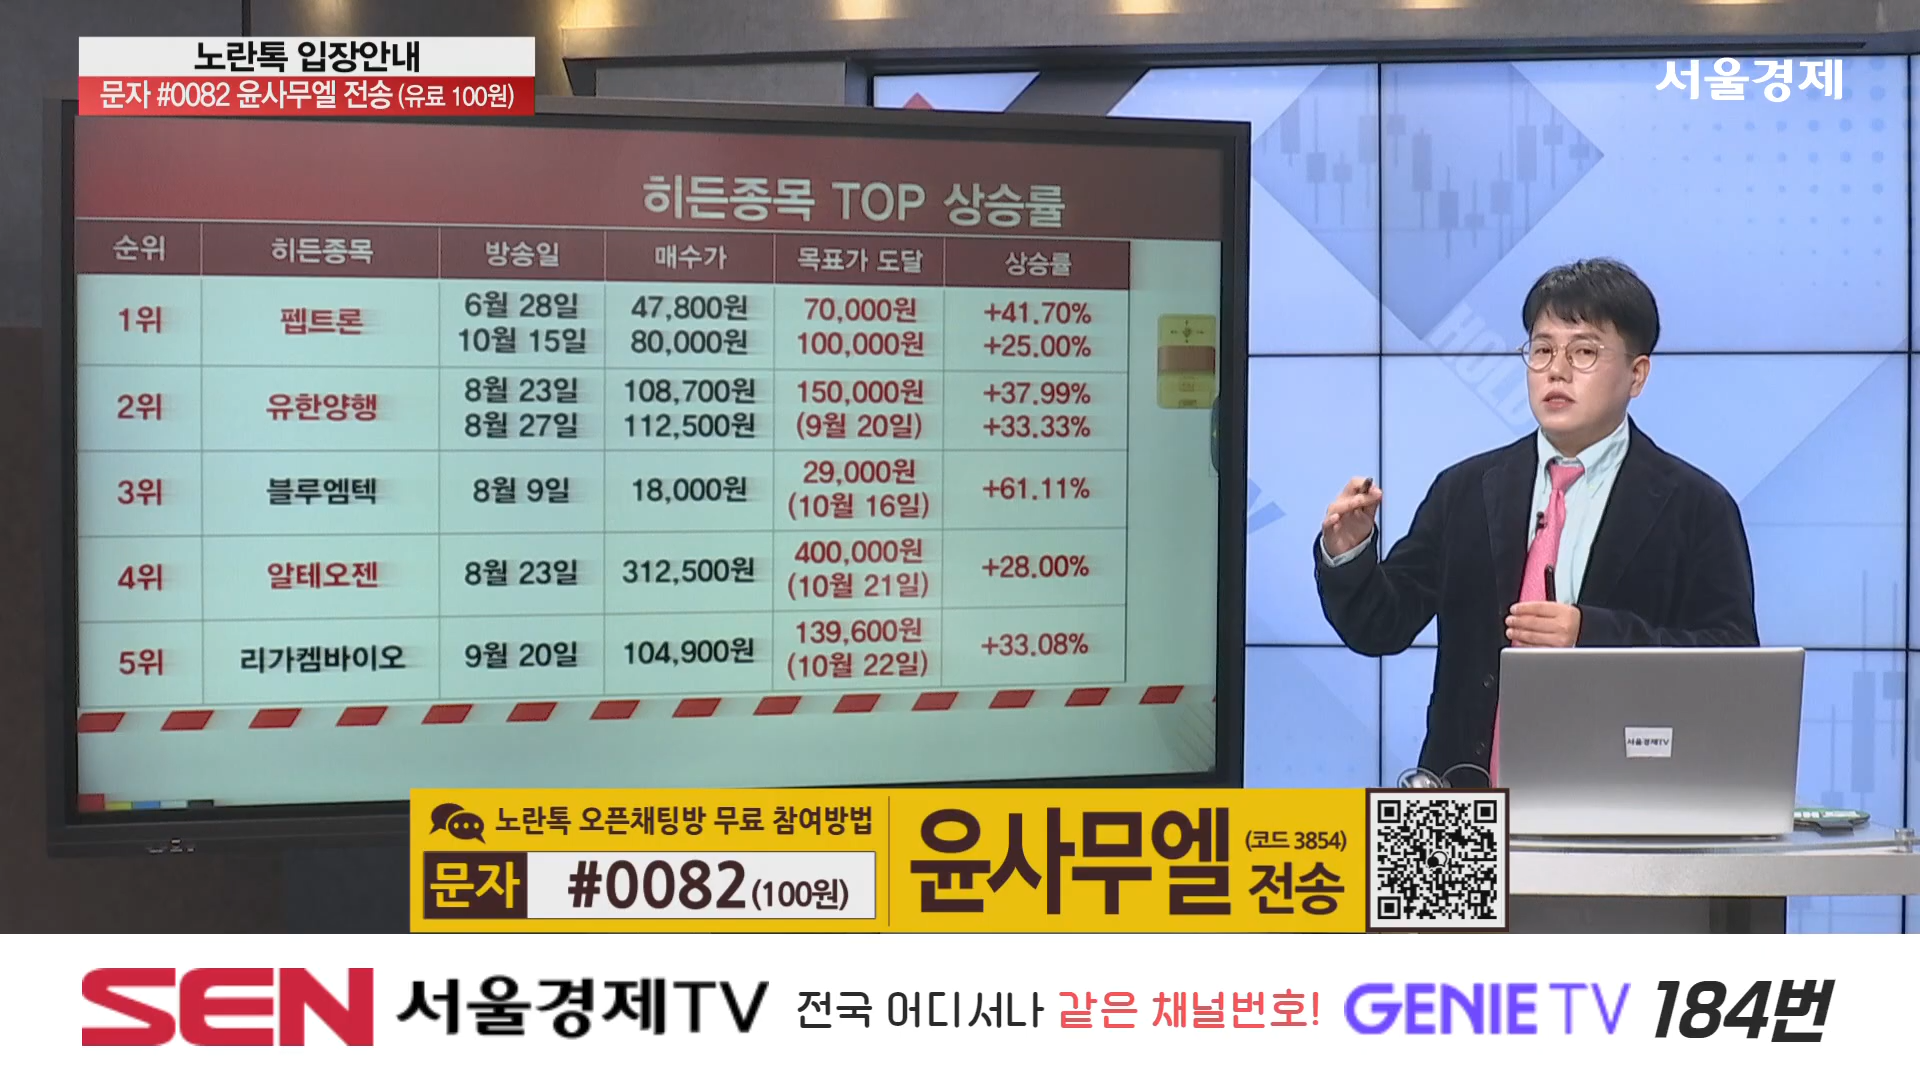 노란톡 입장안내
문자 #0082 윤사무엘 전송 (유료 100원)
서울경제
히든종목 TOP 상승률
순위 히든종목 방송일 매수가 목표가 도달 상승률
1위 펩트론 6월 28일 47,800원 70,000원 +41.70%
10월 15일 80,000원 100,000원 +25.00%
2위 유한양행 8월 23일 108,700원 150,000원 +37.99%
8월 27일 112,500원 (9월 20일) +33.33%
3위 블루엠텍 8월 9일 18,000원 29,000원 (10월 16일) +61.11%
4위 알테오젠 8월 23일 312,500원 400,000원 (10월 21일) +28.00%
5위 리가켐바이오 9월 20일 104,900원 139,600원 (10월 22일) +33.08%
HOLD
서울경제TV
노란톡 오픈채팅방 무료 참여방법
문자 #0082 (100원)
윤사무엘 (코드 3854) 전송
SEN 서울경제TV 전국 어디서나 같은 채널번호! GENIE TV 184번